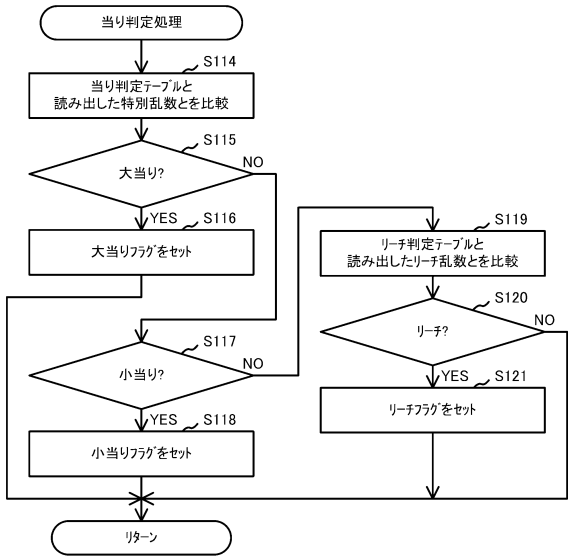 当り判定処理
S114
当り判定テーブルと
読み出した特別乱数とを比較
S115
大当り?
NO
YES
S116
大当りフラグをセット
S117
小当り?
NO
YES
S118
小当りフラグをセット
S119
リーチ判定テーブルと
読み出したリーチ乱数とを比較
S120
リーチ?
NO
YES
S121
リーチフラグをセット
リターン